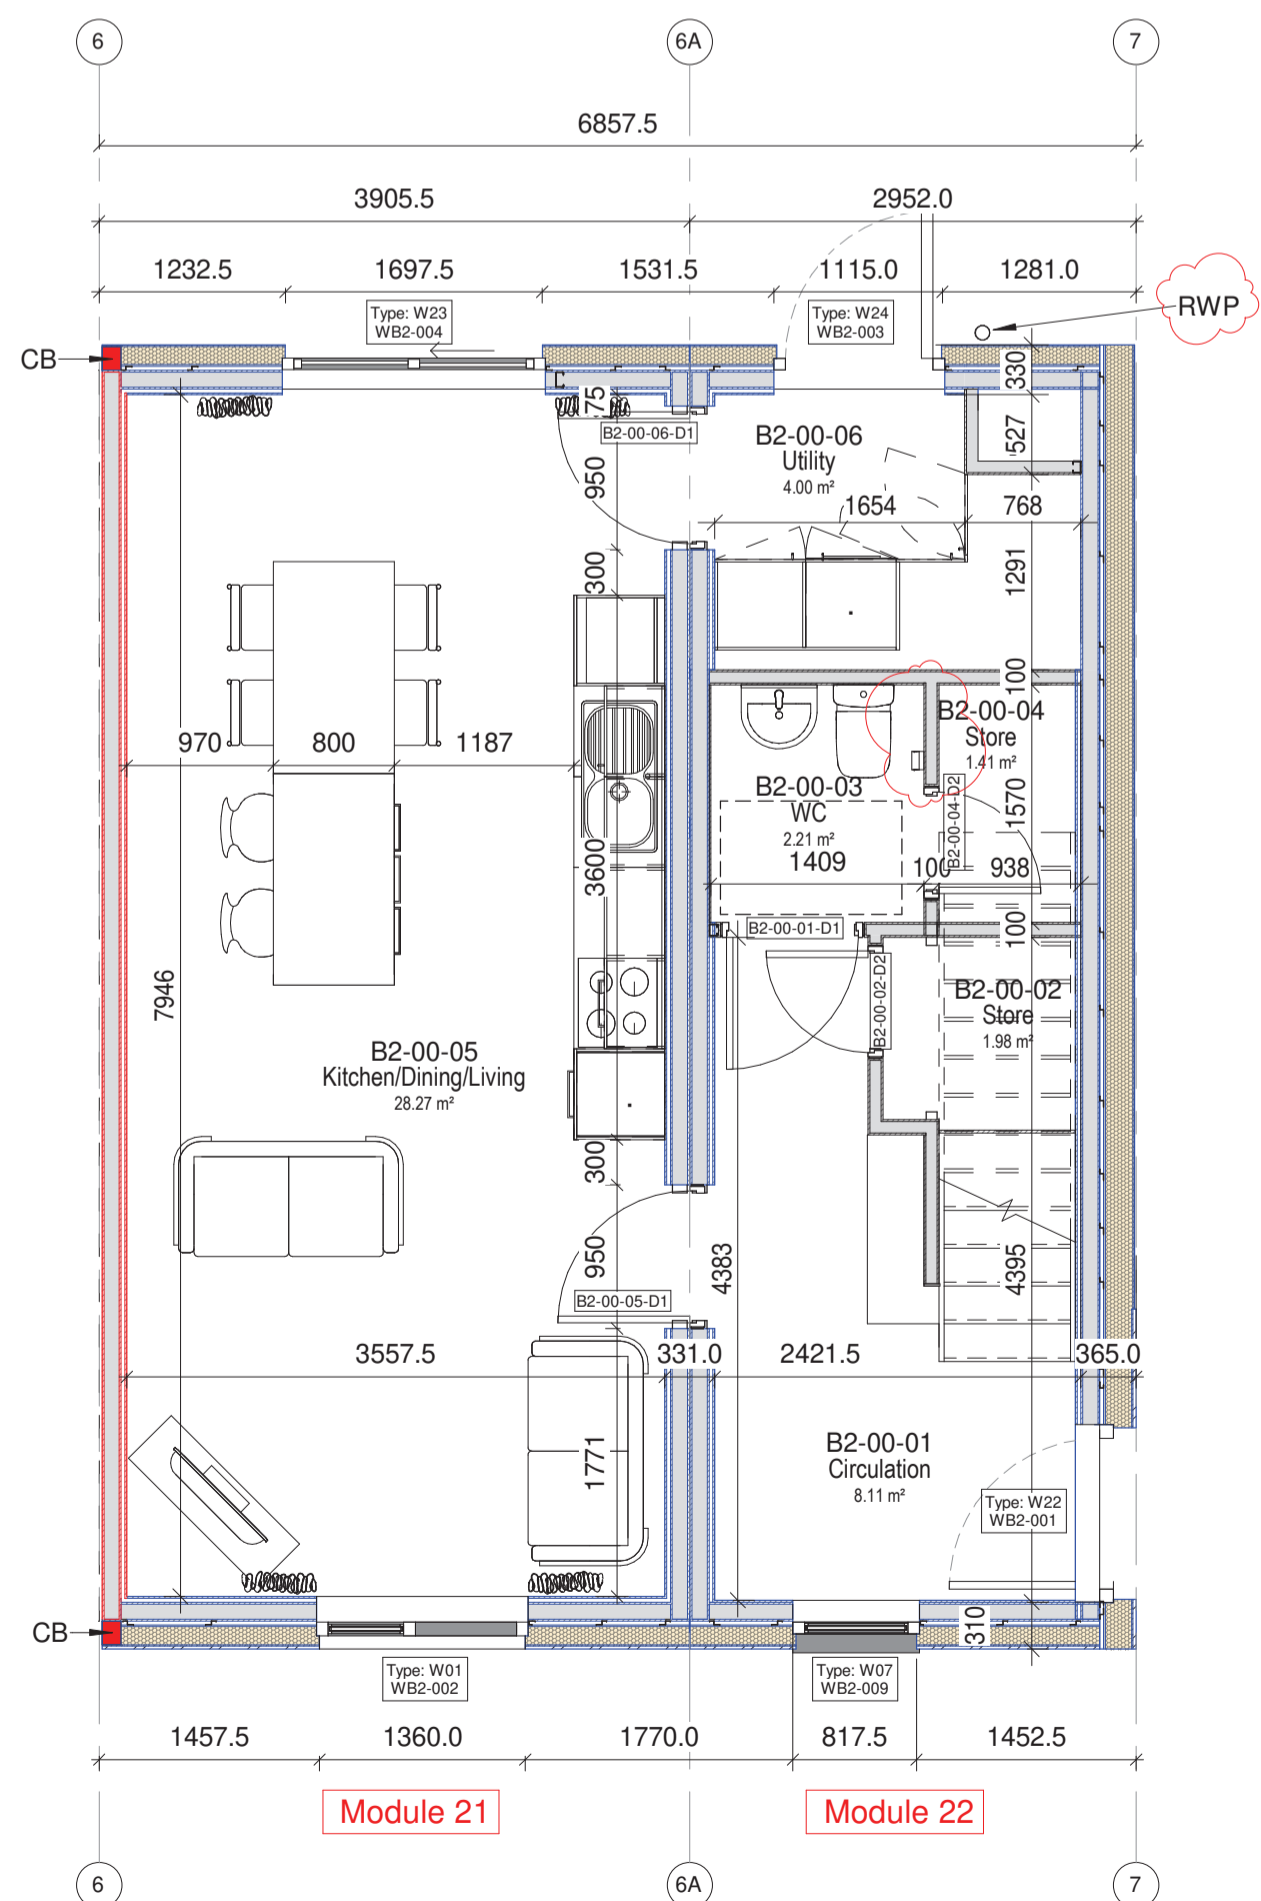 6
6A
7
6857.5
3905.5
2952.0
1232.5
1697.5
1531.5
1115.0
1281.0
Type: W23
WB2-004
Type: W24
WB2-003
RWP
CB
330
75
B2-00-06-D1
B2-00-06
Utility
4.00 m²
527
950
1654
768
300
1291
100
B2-00-04
Store
1.41 m²
970
800
1187
B2-00-03
WC
2.21 m²
1409
100
B2-00-04-D2
1570
938
3600
B2-00-01-D1
100
7946
B2-00-02-D2
B2-00-02
Store
1.98 m²
B2-00-05
Kitchen/Dining/Living
28.27 m²
300
950
4383
4395
B2-00-05-D1
3557.5
331.0
2421.5
365.0
1771
B2-00-01
Circulation
8.11 m²
Type: W22
WB2-001
CB
310
Type: W01
WB2-002
Type: W07
WB2-009
1457.5
1360.0
1770.0
817.5
1452.5
Module 21
Module 22
6
6A
7